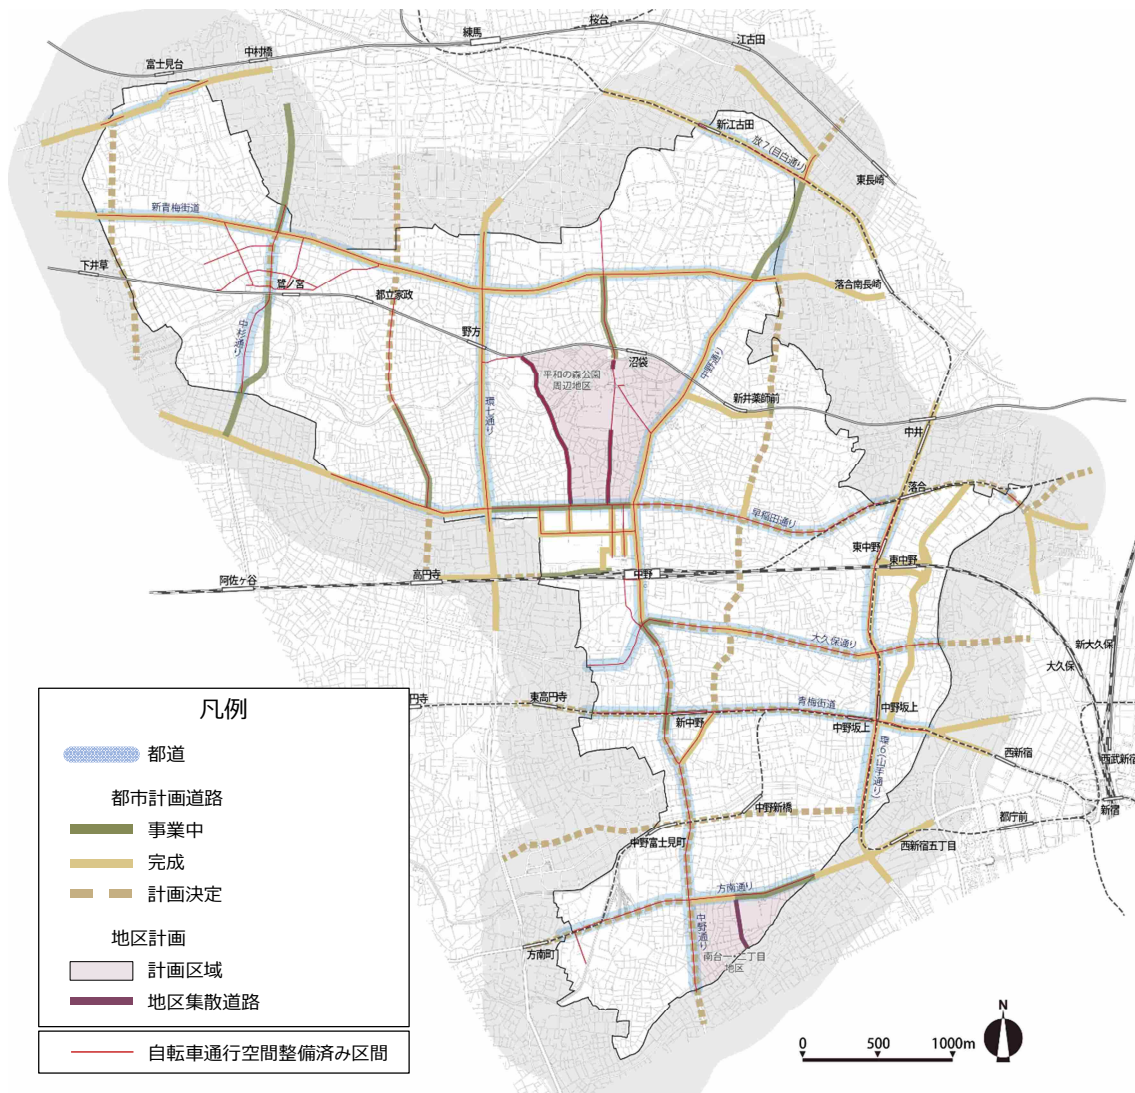 桜台
練馬
江古田
中村橋
富士見台
新江古田
放7(目白通り)
東長崎
新青梅街道
下井草
鷺ノ宮
都立家政
落合南長崎
野方
中杉通り
沼袋
平和の森公園
周辺地区
中野通り
新井薬師前
環七通り
中井
落合
早稲田通り
東中野
東中野
阿佐ヶ谷
高円寺
中野
大久保通り
新大久保
大久保
円寺
東高円寺
青梅街道
新中野
中野坂上
中野坂上
環6(山手通り)
西新宿
西武新宿
新宿
中野新橋
都庁前
中野富士見町
西新宿五丁目
方南通り
中野通り
方南町
南台一・二丁目
地区
凡例
都道
都市計画道路
事業中
完成
計画決定
地区計画
計画区域
地区集散道路
自転車通行空間整備済み区間
N
0 500 1000m